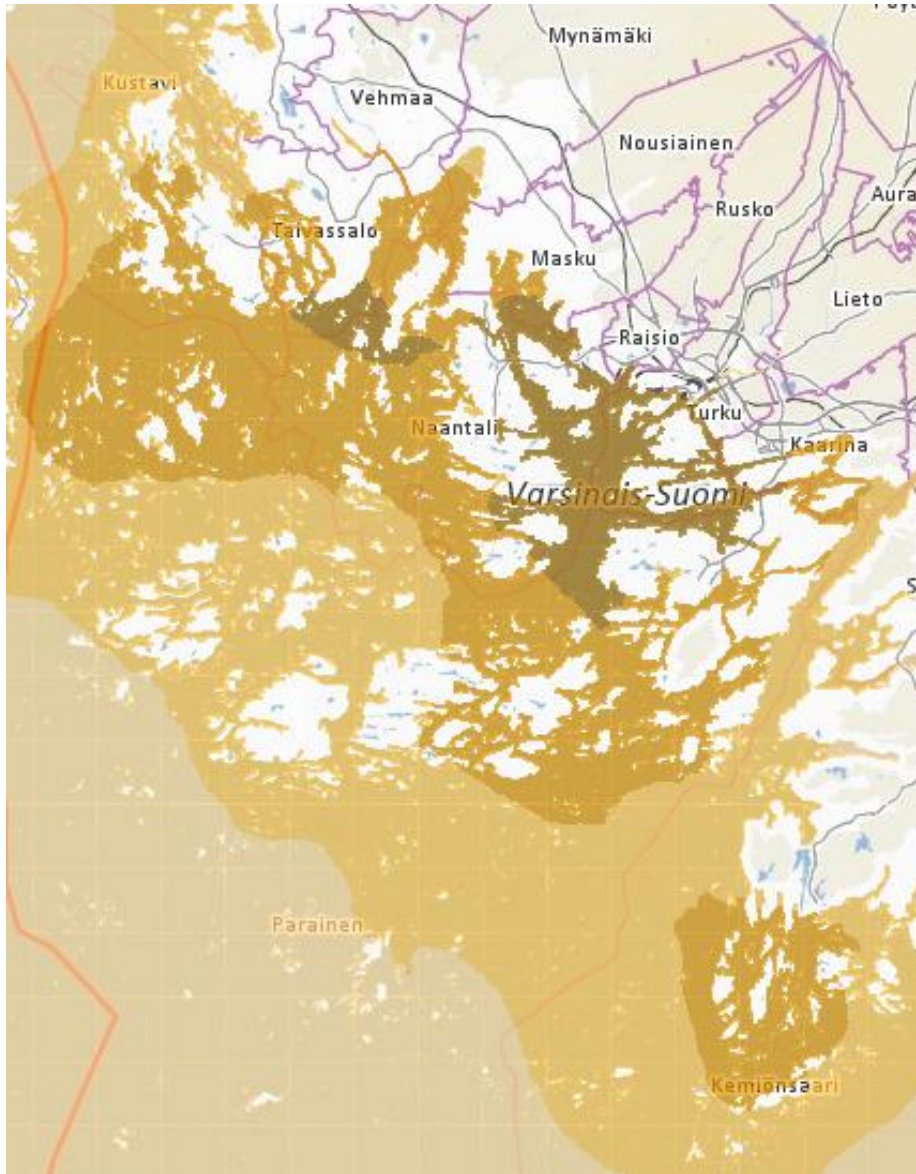 Mynämäki
Kustavi
Vehmaa
Nousiainen
Aura
Rusko
Taivassalo
Masku
Lieto
Raisio
Turku
Naantali
Kaarina
Varsinais-Suomi
S
Parainen
Kemiönsaari